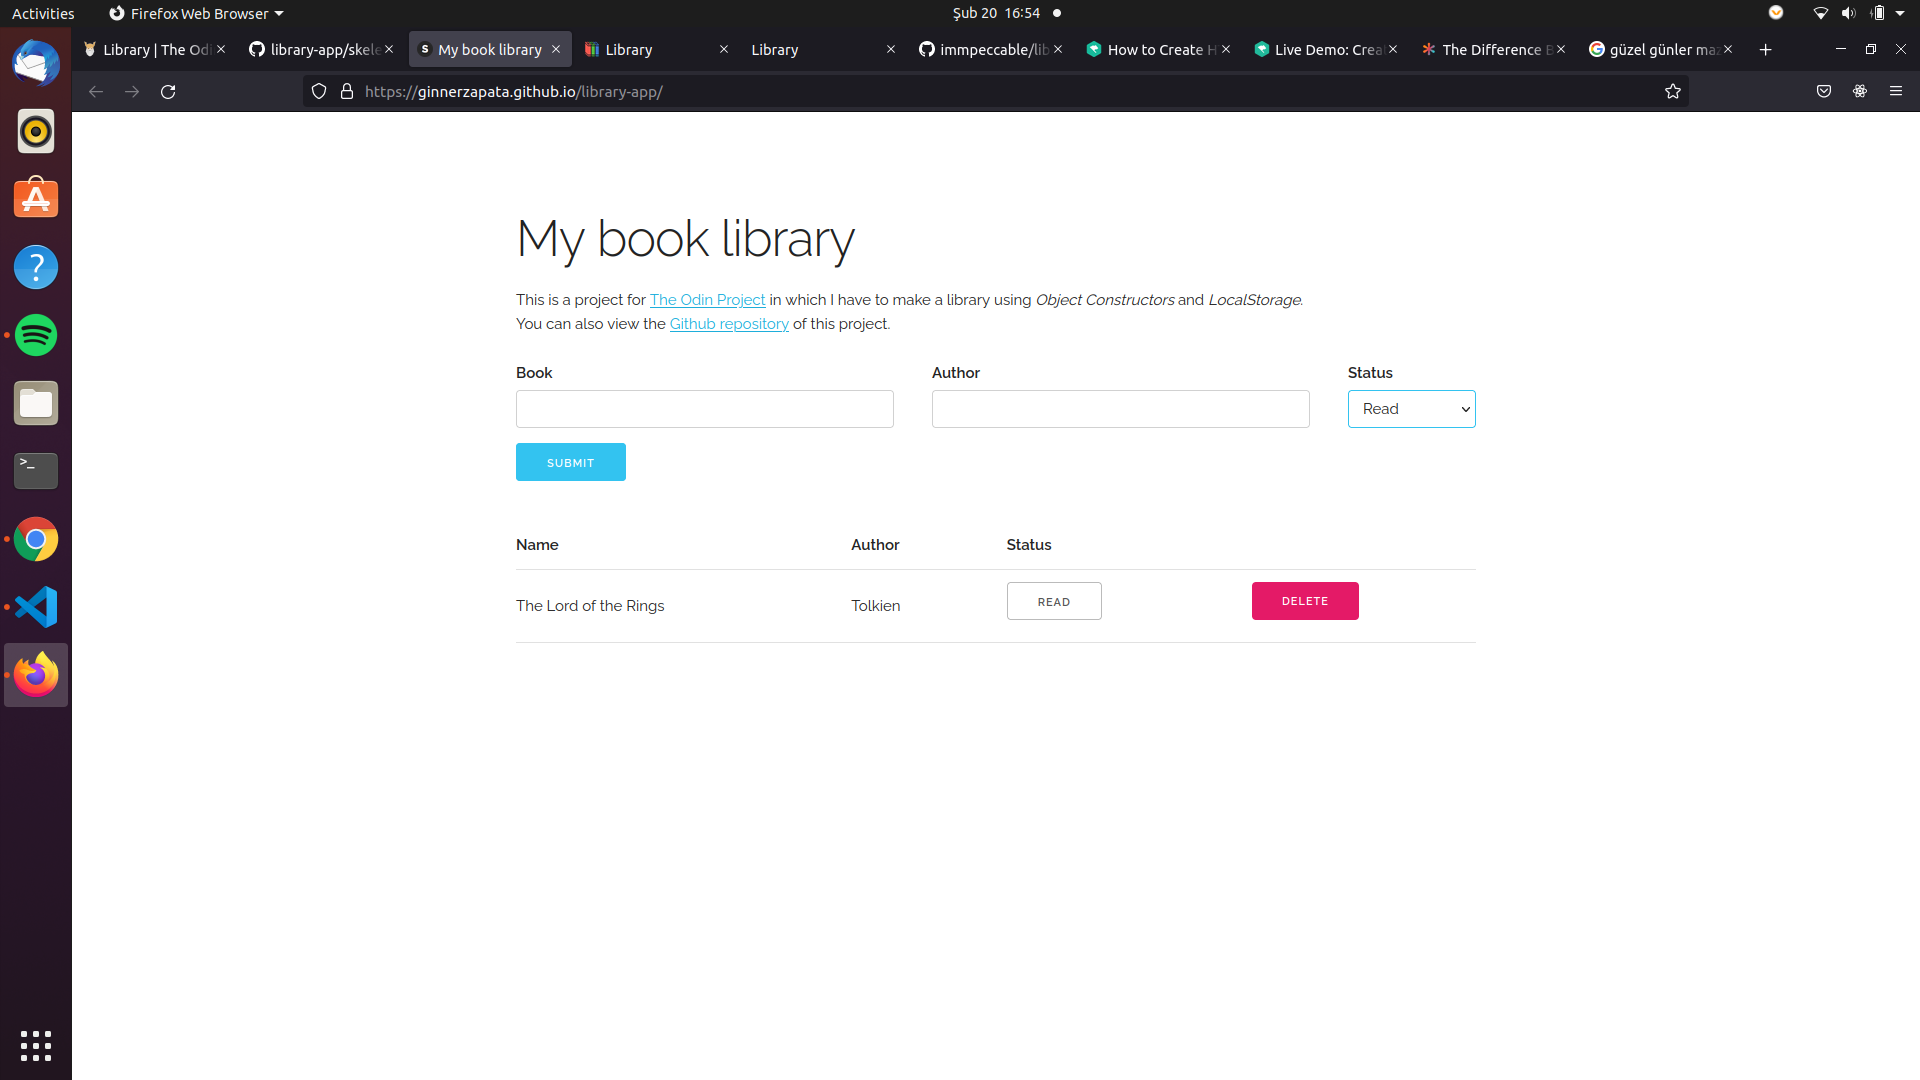 Activities
Firefox Web Browser
Şub 20 16:54
Library | The Odi
library-app/skele
S My book library
Library
Library
immpeccable/lib
How to Create H
Live Demo: Crea
The Difference B
güzel günler maz
https://ginnerzapata.github.io/library-app/
My book library
This is a project for The Odin Project in which I have to make a library using Object Constructors and LocalStorage.
You can also view the Github repository of this project.
Book Author Status
Read
SUBMIT
Name Author Status
The Lord of the Rings Tolkien READ DELETE